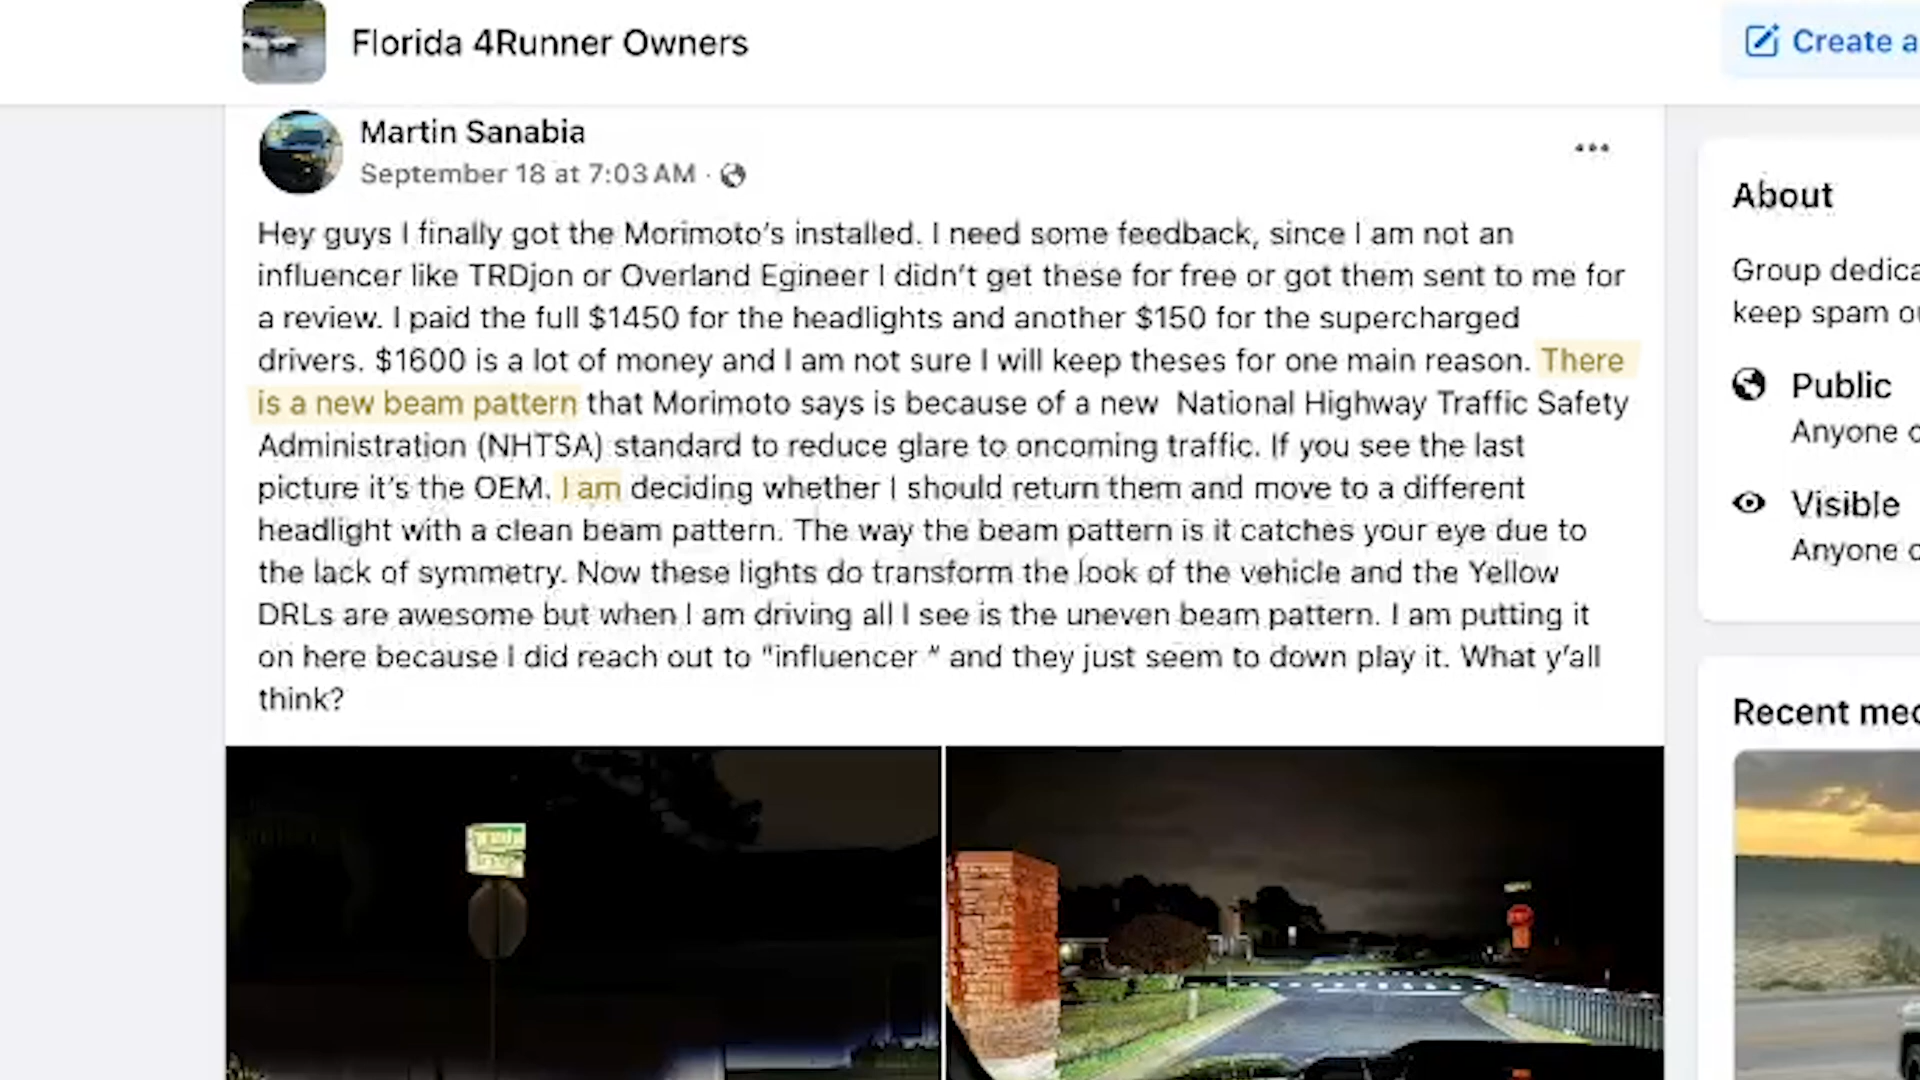 Florida 4Runner Owners
Create a
Martin Sanabia
September 18 at 7:03 AM ·
Hey guys I finally got the Morimoto's installed. I need some feedback, since I am not an
influencer like TRDjon or Overland Egineer I didn't get these for free or got them sent to me for
a review. I paid the full $1450 for the headlights and another $150 for the supercharged
drivers. $1600 is a lot of money and I am not sure I will keep theses for one main reason. There
is a new beam pattern that Morimoto says is because of a new National Highway Traffic Safety
Administration (NHTSA) standard to reduce glare to oncoming traffic. If you see the last
picture it's the OEM. I am deciding whether I should return them and move to a different
headlight with a clean beam pattern. The way the beam pattern is it catches your eye due to
the lack of symmetry. Now these lights do transform the look of the vehicle and the Yellow
DRLs are awesome but when I am driving all I see is the uneven beam pattern. I am putting it
on here because I did reach out to "influencer " and they just seem to down play it. What y'all
think?
About
Group dedica
keep spam ou
Public
Anyone c
Visible
Anyone c
Recent med